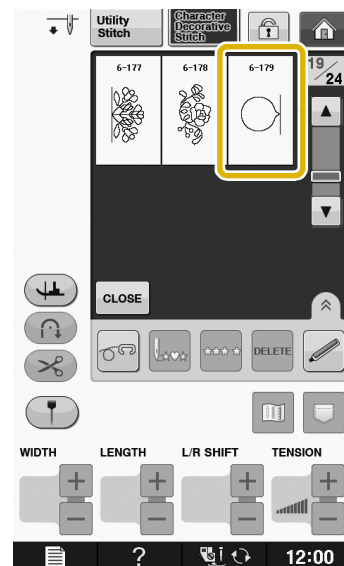 Utility
Stitch
Character
Decorative
Stitch
6-177
6-178
6-179
19
24
CLOSE
DELETE
WIDTH
LENGTH
L/R SHIFT
TENSION
?
12:00